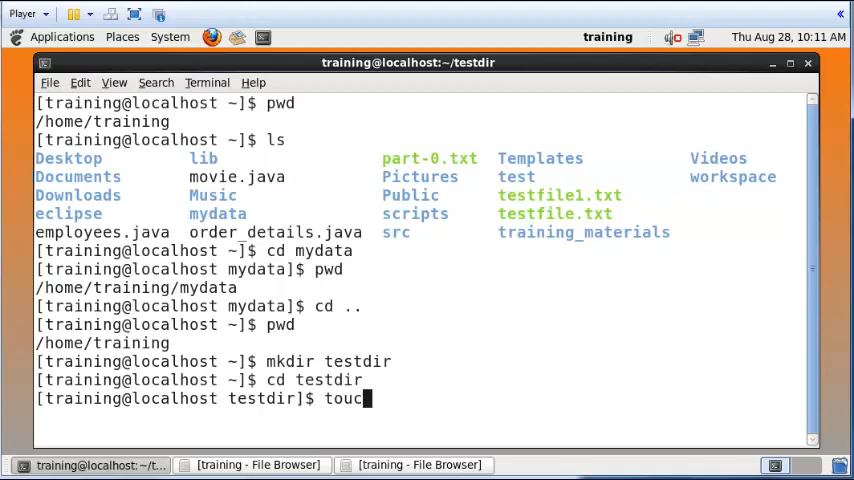 Player
Applications Places System training Thu Aug 28, 10:11 AM
training@localhost:~/testdir
File Edit View Search Terminal Help
[training@localhost ~]$ pwd
/home/training
[training@localhost ~]$ ls
Desktop lib part-0.txt Templates Videos
Documents movie.java Pictures test workspace
Downloads Music Public testfile1.txt
eclipse mydata scripts testfile.txt
employees.java order_details.java src training_materials
[training@localhost ~]$ cd mydata
[training@localhost mydata]$ pwd
/home/training/mydata
[training@localhost mydata]$ cd ..
[training@localhost ~]$ pwd
/home/training
[training@localhost ~]$ mkdir testdir
[training@localhost ~]$ cd testdir
[training@localhost testdir]$ touc
training@localhost:~/t... [training - File Browser] [training - File Browser]